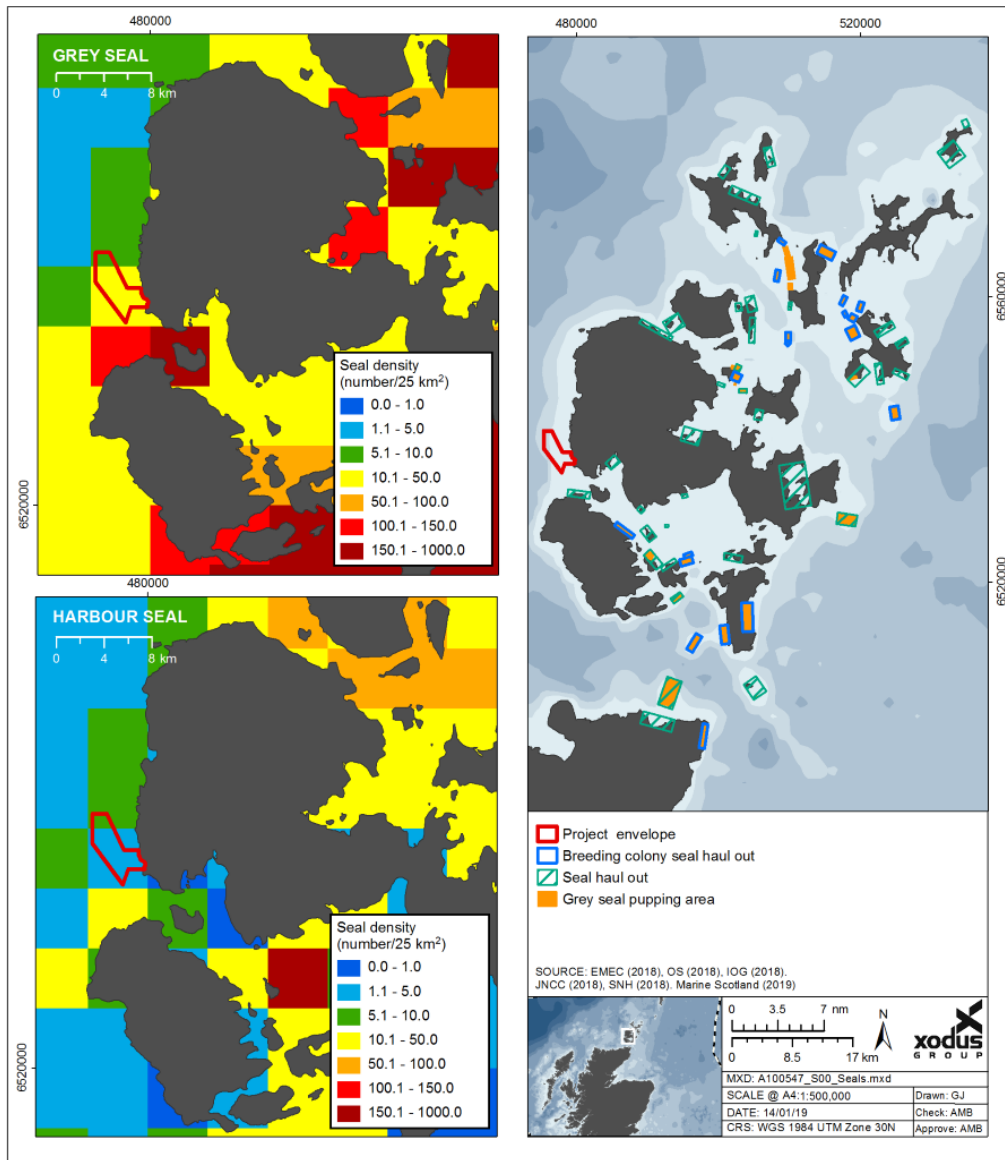 480000
GREY SEAL
0 4 8 km
Seal density
(number/25 km²)
0.0 - 1.0
1.1 - 5.0
5.1 - 10.0
10.1 - 50.0
50.1 - 100.0
100.1 - 150.0
150.1 - 1000.0
6520000
480000
480000
HARBOUR SEAL
0 4 8 km
Seal density
(number/25 km²)
0.0 - 1.0
1.1 - 5.0
5.1 - 10.0
10.1 - 50.0
50.1 - 100.0
100.1 - 150.0
150.1 - 1000.0
6520000
480000
480000 520000
6560000
6520000
Project envelope
Breeding colony seal haul out
Seal haul out
Grey seal pupping area
SOURCE: EMEC (2018), OS (2018), IOG (2018).
JNCC (2018), SNH (2018). Marine Scotland (2019)
0 3.5 7 nm
0 8.5 17 km
N
xodus
GROUP
MXD: A100547_S00_Seals.mxd
SCALE @ A4:1:500,000
Drawn: GJ
DATE: 14/01/19
Check: AMB
CRS: WGS 1984 UTM Zone 30N
Approve: AMB